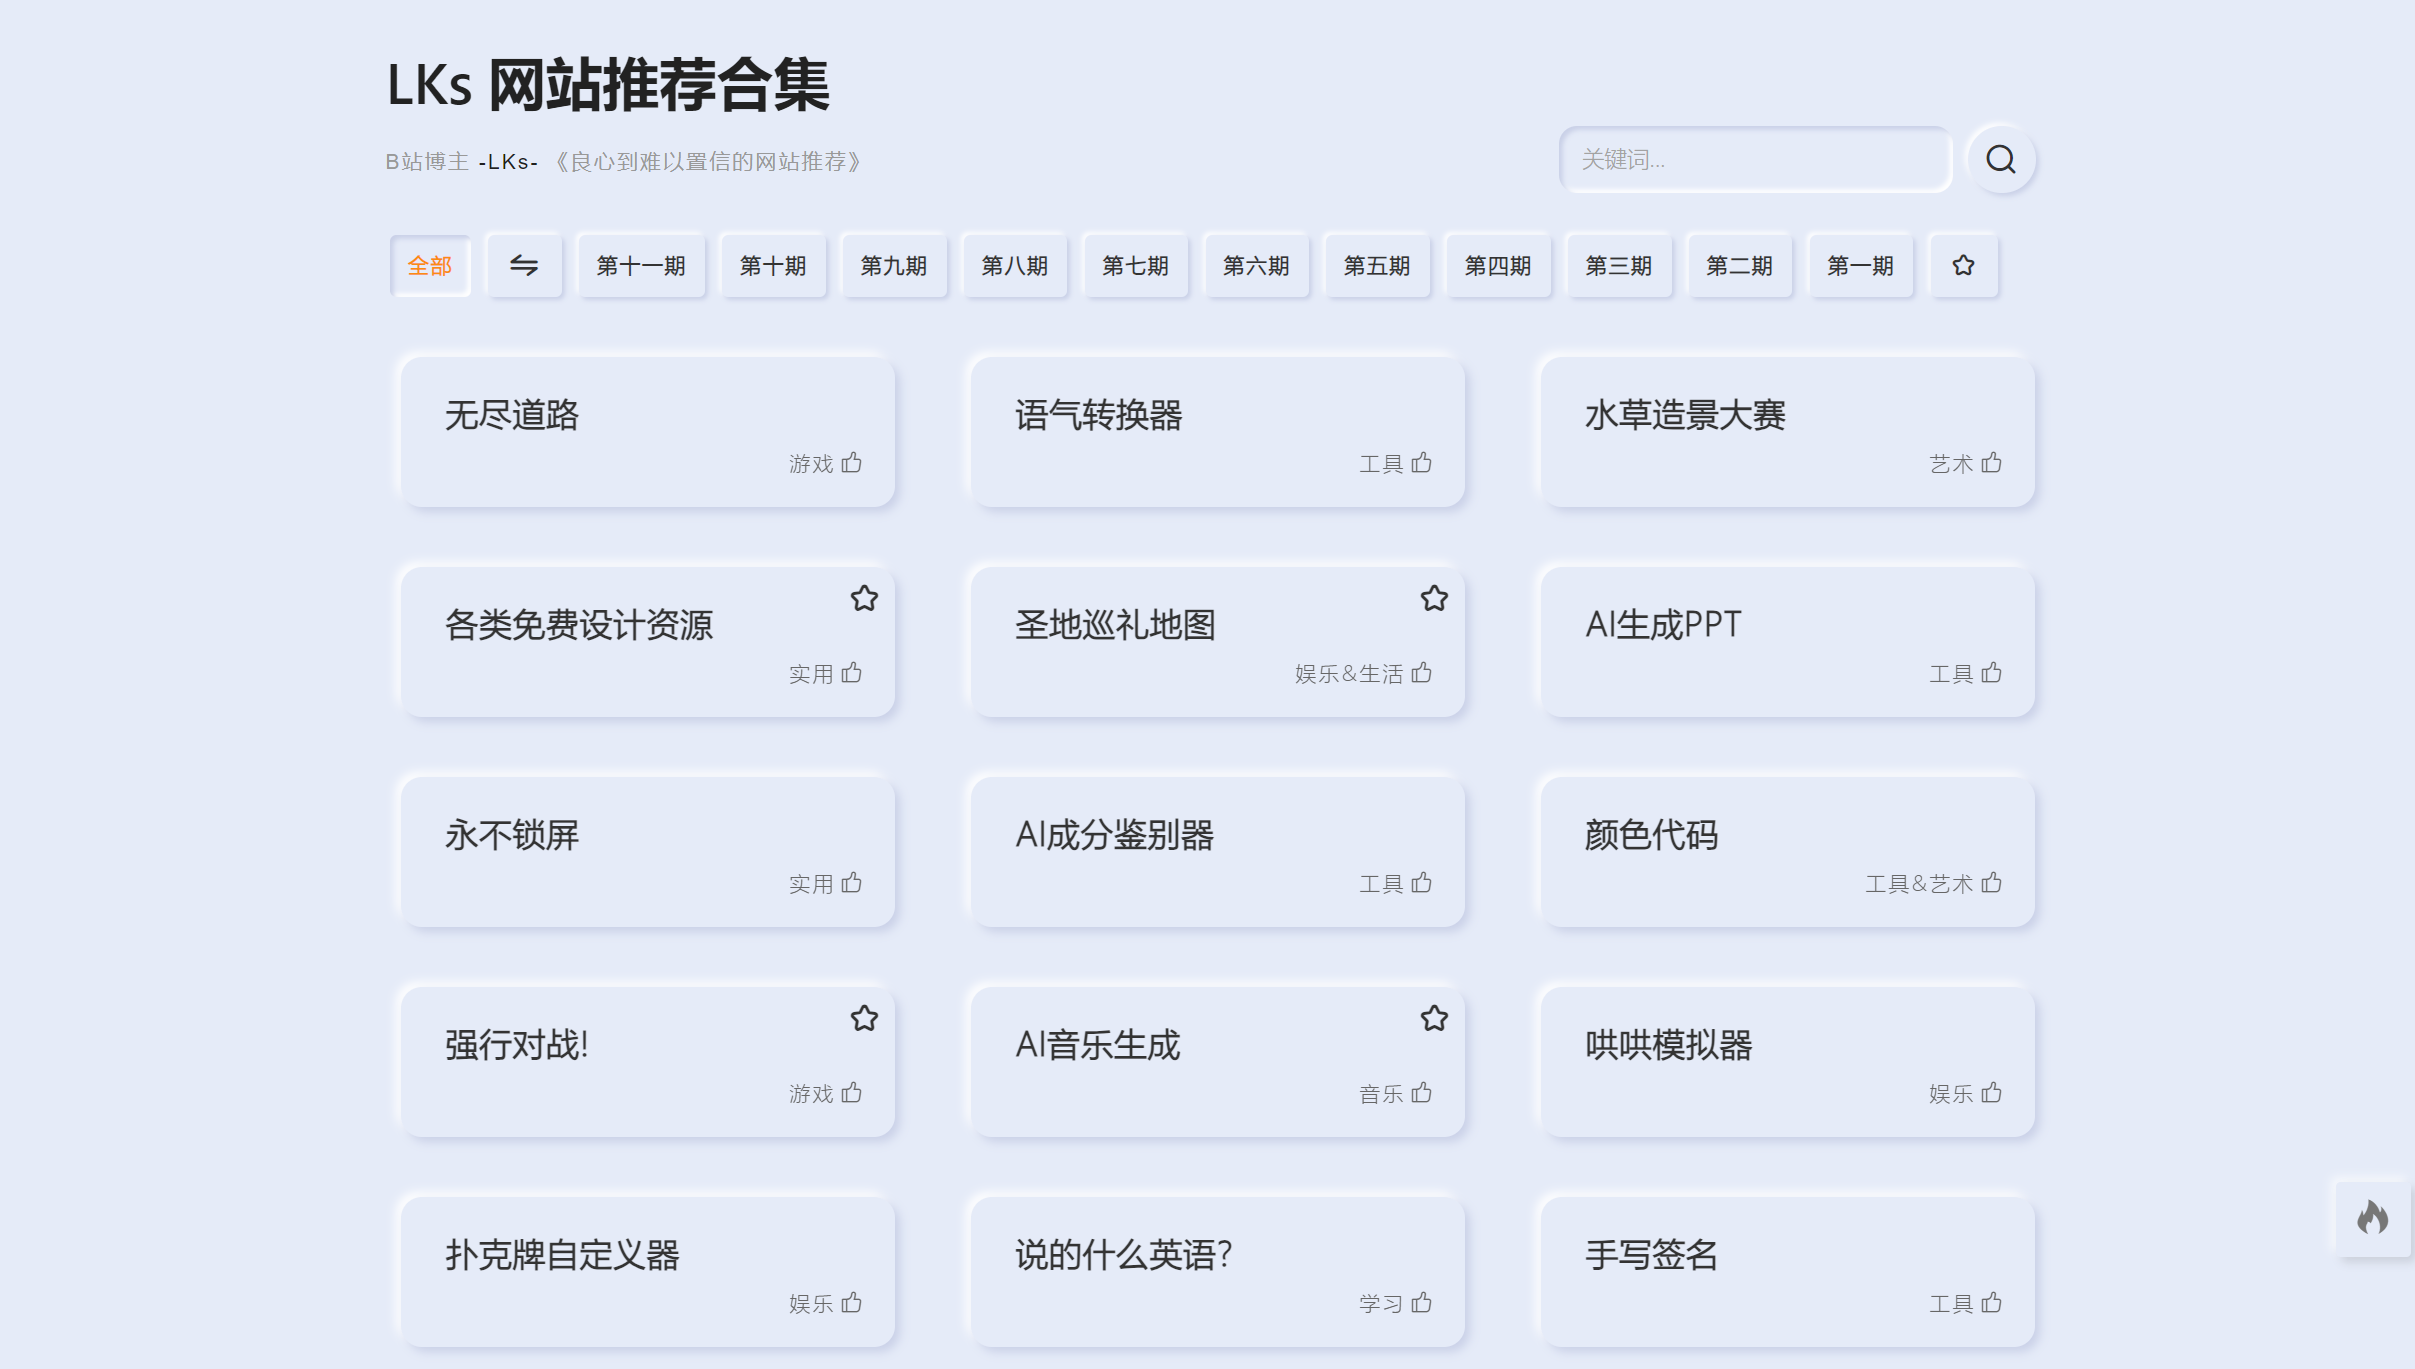 LKs 网站推荐合集
B站博主 -LKs- 《良心到难以置信的网站推荐》
关键词...
全部 第十一期 第十期 第九期 第八期 第七期 第六期 第五期 第四期 第三期 第二期 第一期
无尽道路
游戏
语气转换器
工具
水草造景大赛
艺术
各类免费设计资源
实用
圣地巡礼地图
娱乐&生活
AI生成PPT
工具
永不锁屏
实用
AI成分鉴别器
工具
颜色代码
工具&艺术
强行对战!
游戏
AI音乐生成
音乐
哄哄模拟器
娱乐
扑克牌自定义器
娱乐
说的什么英语?
学习
手写签名
工具